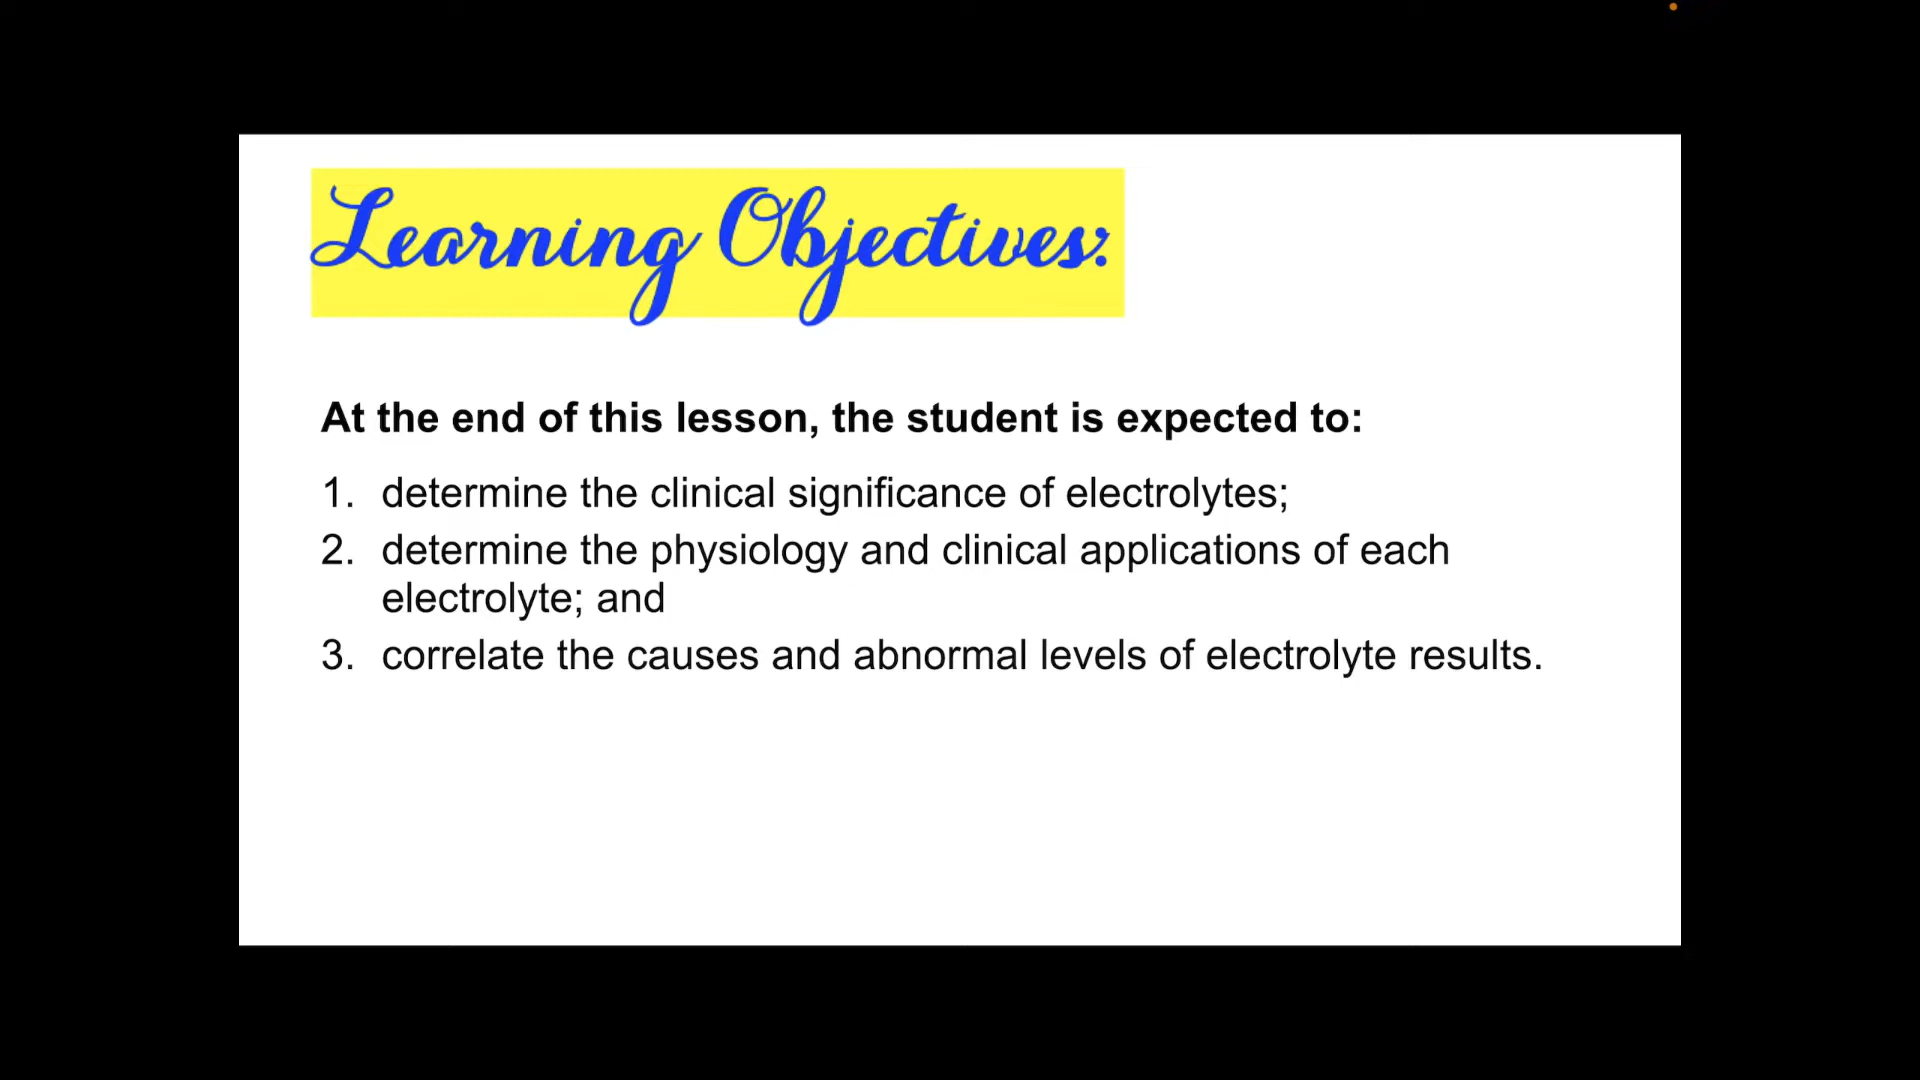 Learning Objectives:
At the end of this lesson, the student is expected to:
1. determine the clinical significance of electrolytes;
2. determine the physiology and clinical applications of each
electrolyte; and
3. correlate the causes and abnormal levels of electrolyte results.